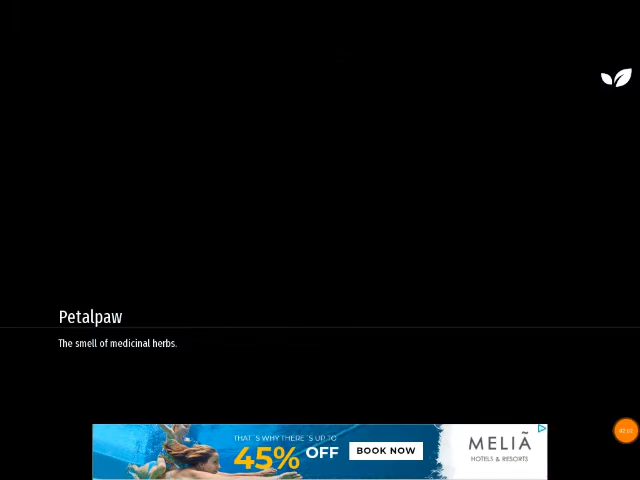 Petalpaw
The smell of medicinal herbs.
THAT´S WHY THERE´S UP TO
45% OFF
BOOK NOW
MELIÃ
HOTELS & RESORTS